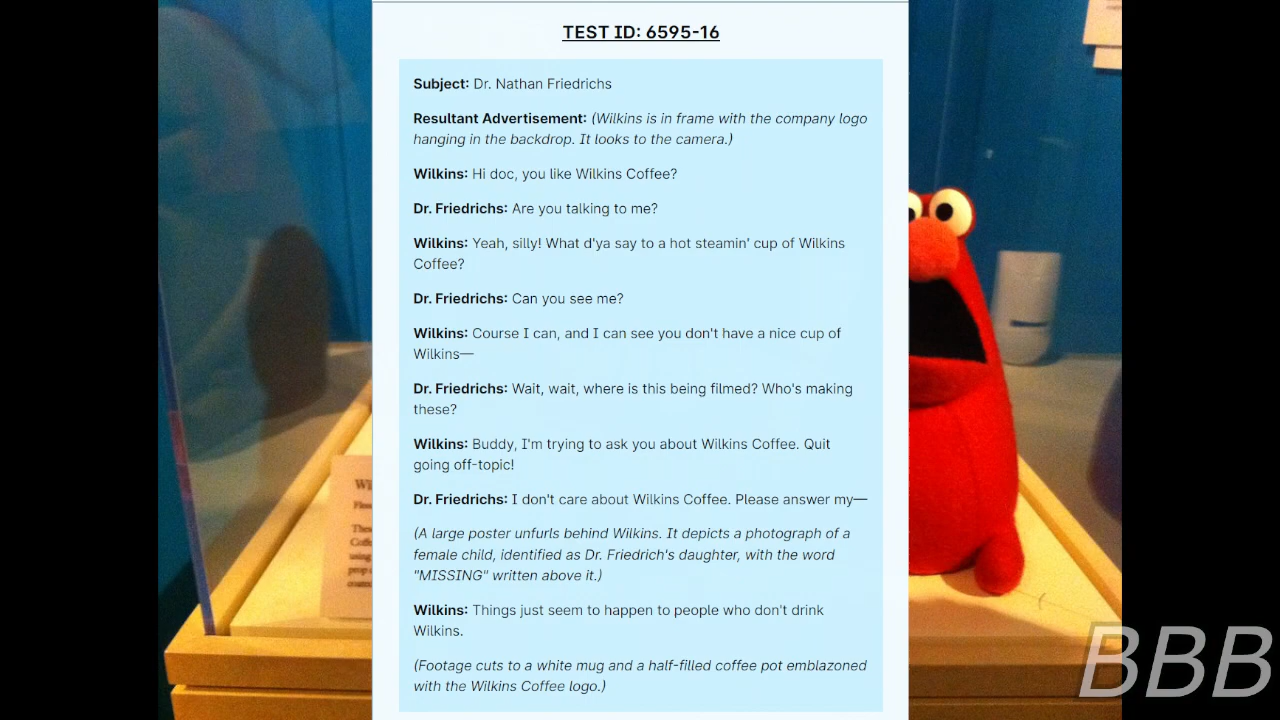 TEST ID: 6595-16
Subject: Dr. Nathan Friedrichs
Resultant Advertisement: (Wilkins is in frame with the company logo
hanging in the backdrop. It looks to the camera.)
Wilkins: Hi doc, you like Wilkins Coffee?
Dr. Friedrichs: Are you talking to me?
Wilkins: Yeah, silly! What d'ya say to a hot steamin' cup of Wilkins
Coffee?
Dr. Friedrichs: Can you see me?
Wilkins: Course I can, and I can see you don't have a nice cup of
Wilkins—
Dr. Friedrichs: Wait, wait, where is this being filmed? Who's making
these?
Wilkins: Buddy, I'm trying to ask you about Wilkins Coffee. Quit
going off-topic!
Dr. Friedrichs: I don't care about Wilkins Coffee. Please answer my—
(A large poster unfurls behind Wilkins. It depicts a photograph of a
female child, identified as Dr. Friedrich's daughter, with the word
"MISSING" written above it.)
Wilkins: Things just seem to happen to people who don't drink
Wilkins.
(Footage cuts to a white mug and a half-filled coffee pot emblazoned
with the Wilkins Coffee logo.)
BBB